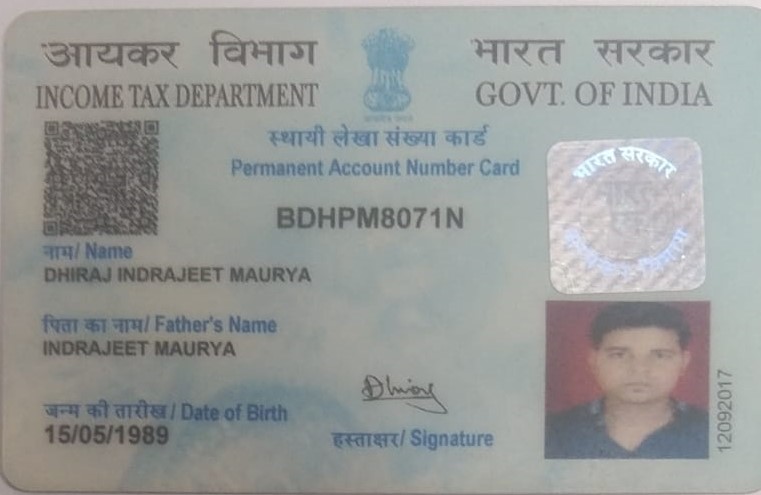 आयकर विभाग
INCOME TAX DEPARTMENT
भारत सरकार
GOVT. OF INDIA
स्थायी लेखा संख्या कार्ड
Permanent Account Number Card
BDHPM8071N
भारत सरकार
नाम/ Name
DHIRAJ INDRAJEET MAURYA
पिता का नाम/ Father's Name
INDRAJEET MAURYA
जन्म की तारीख/ Date of Birth
15/05/1989
Dhiraj
हस्ताक्षर/ Signature
12092017